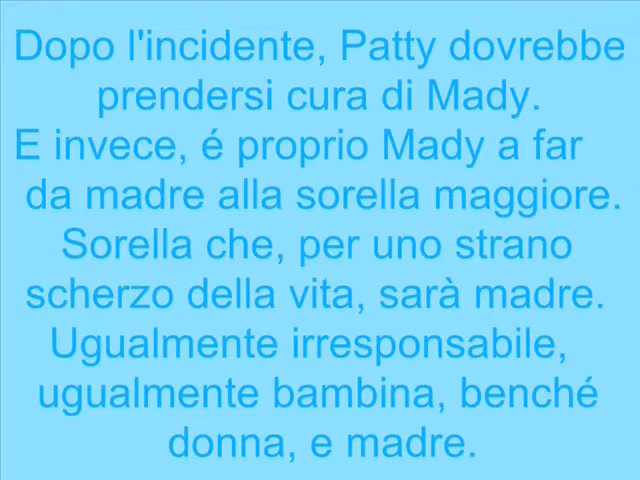 Dopo l'incidente, Patty dovrebbe
prendersi cura di Mady.
E invece, é proprio Mady a far
da madre alla sorella maggiore.
Sorella che, per uno strano
scherzo della vita, sarà madre.
Ugualmente irresponsabile,
ugualmente bambina, benché
donna, e madre.